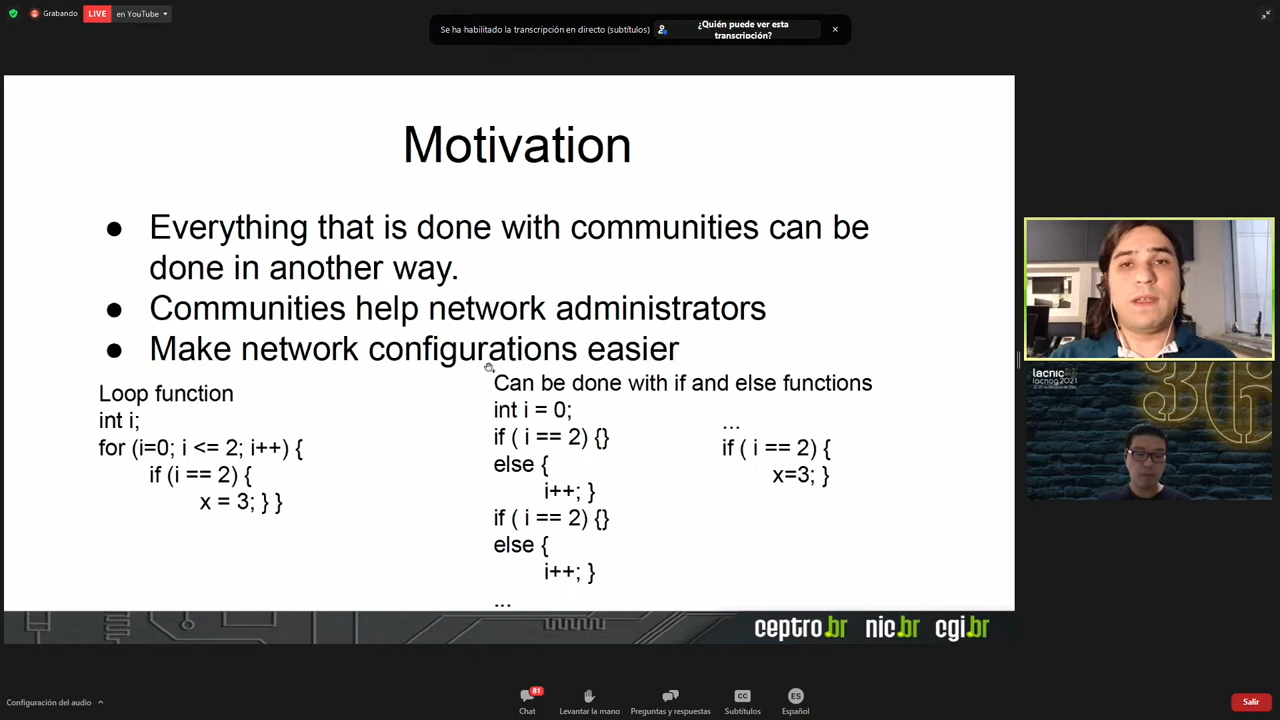 Grabando
LIVE
en YouTube
Se ha habilitado la transcripción en directo (subtítulos)
¿Quién puede ver esta
transcripción?
Motivation
● Everything that is done with communities can be
done in another way.
● Communities help network administrators
● Make network configurations easier
Loop function
int i;
for (i=0; i <= 2; i++) {
if (i == 2) {
x = 3; } }
Can be done with if and else functions
int i = 0;
if ( i == 2) {}
else {
i++; }
if ( i == 2) {}
else {
i++; }
...
...
if ( i == 2) {
x=3; }
lacnic
lacnog 2021
36
ceptro.br nic.br cgi.br
Configuración del audio
81
Chat
Levantar la mano
Preguntas y respuestas
CC
Subtítulos
ES
Español
Salir